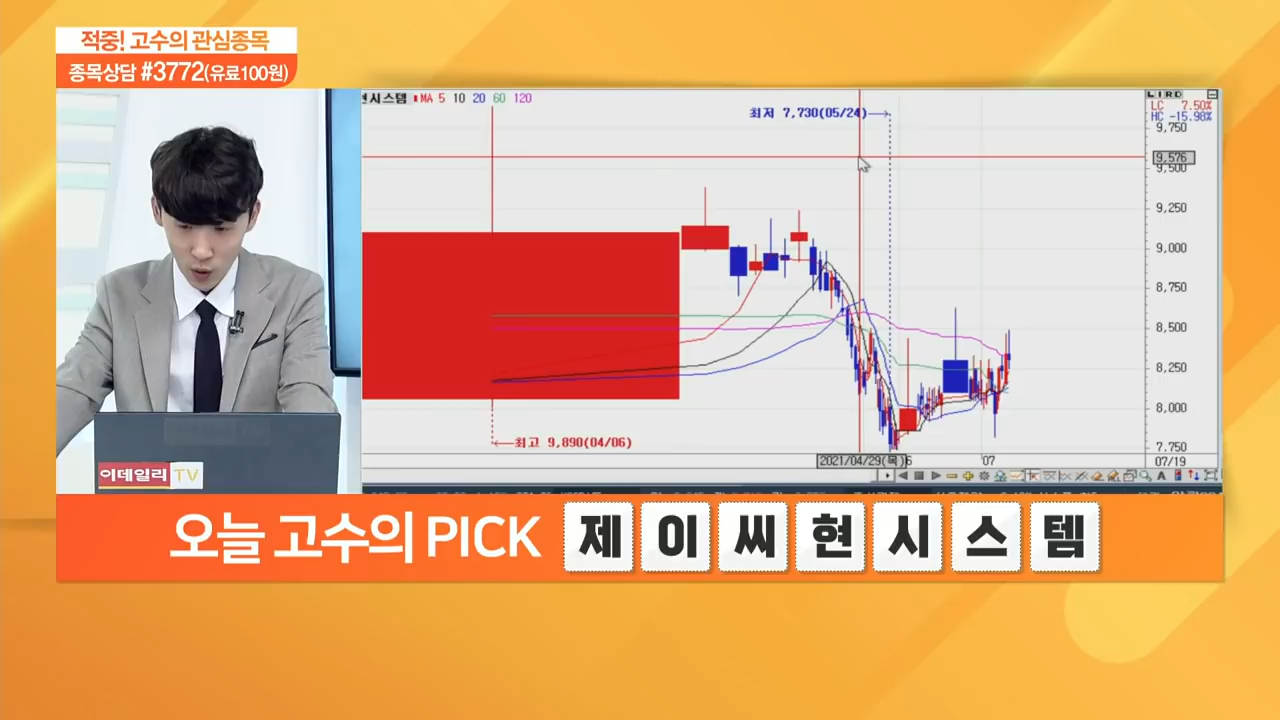 적중! 고수의 관심종목
종목상담 #3772(유료100원)
현시스템 MA 5 10 20 60 120
최저 7,730(05/24)
LIRD
LC 7.50%
HC -15.98%
9,750
9,576
9,500
9,250
9,000
8,750
8,500
8,250
8,000
7,750
최고 9,890(04/06)
2021/04/29(목) 6
07
07/19
이데일리 TV
오늘 고수의 PICK 제이씨현시스템